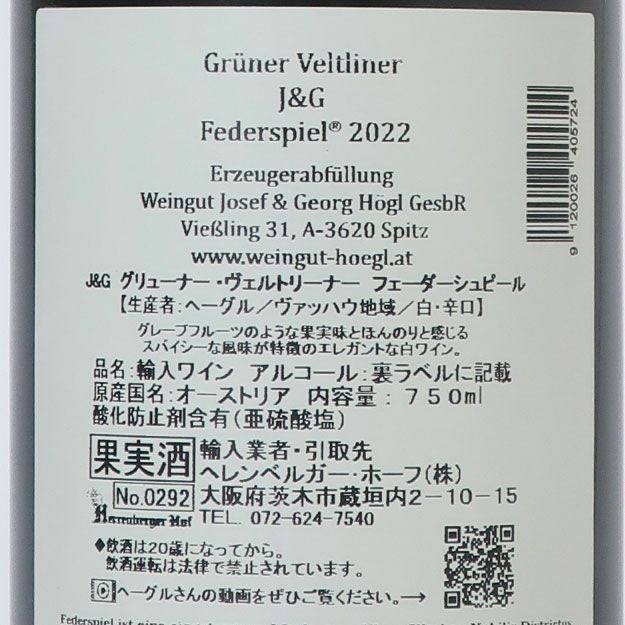 Grüner Veltliner
J&G
Federspiel® 2022
Erzeugerabfüllung
Weingut Josef & Georg Högl GesbR
Vießling 31, A-3620 Spitz
www.weingut-hoegl.at
9 120026 405724
J&G グリューナー・ヴェルトリーナー フェーダーシュピール
【生産者:ヘーグル/ヴァッハウ地域/白・辛口】
グレープフルーツのような果実味とほんのりと感じる
スパイシーな風味が特徴のエレガントな白ワイン。
品名:輸入ワイン アルコール:裏ラベルに記載
原産国名:オーストリア 内容量:750ml
酸化防止剤含有(亜硫酸塩)
果実酒
No.0292
Herrenberger Hof
輸入業者・引取先
ヘレンベルガー・ホーフ(株)
大阪府茨木市蔵垣内2-10-15
TEL. 072-624-7540
◆飲酒は20歳になってから。
飲酒運転は法律で禁止されています。
ヘーグルさんの動画をぜひご覧ください。→
Federspiel ist eine